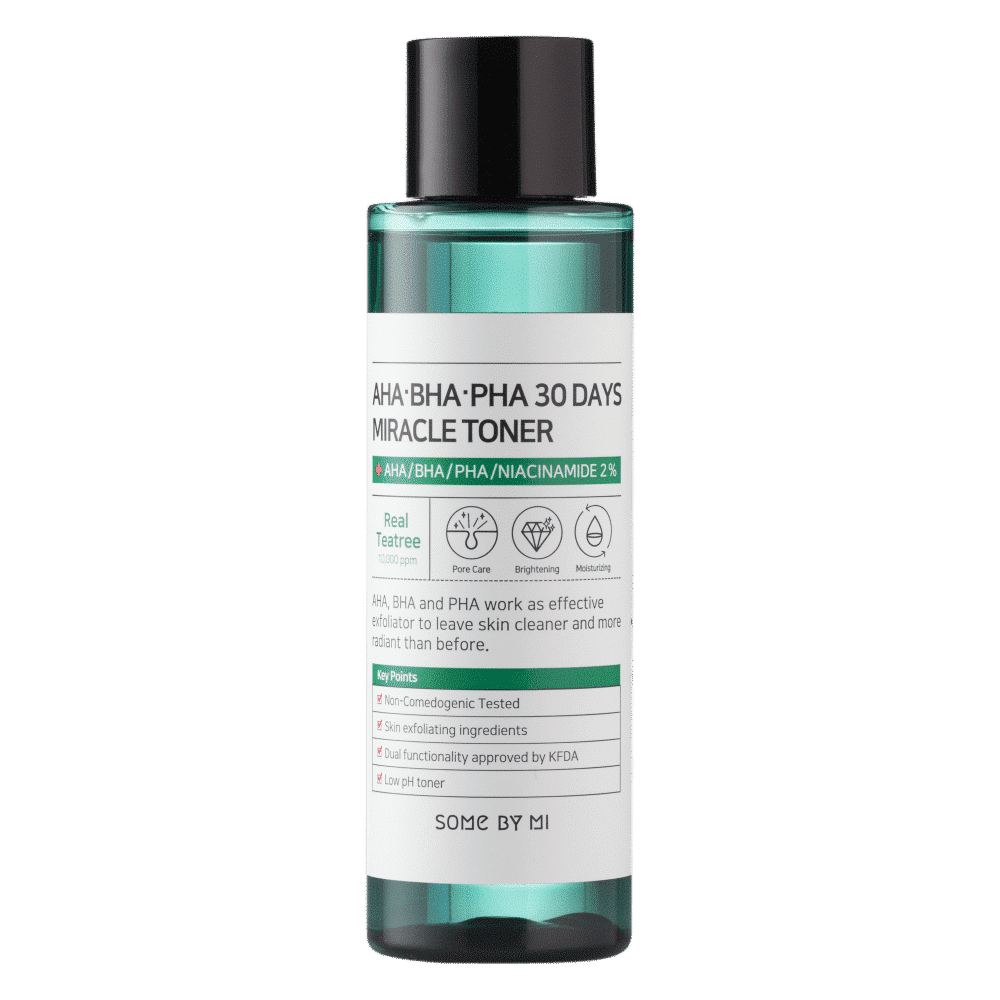 AHA·BHA·PHA 30 DAYS
MIRACLE TONER
+ AHA/BHA/PHA/NIACINAMIDE 2%
Real
Teatree
10,000 ppm
Pore Care
Brightening
Moisturizing
AHA, BHA and PHA work as effective
exfoliator to leave skin cleaner and more
radiant than before.
Key Points
Non-Comedogenic Tested
Skin exfoliating ingredients
Dual functionality approved by KFDA
Low pH toner
SOME BY MI